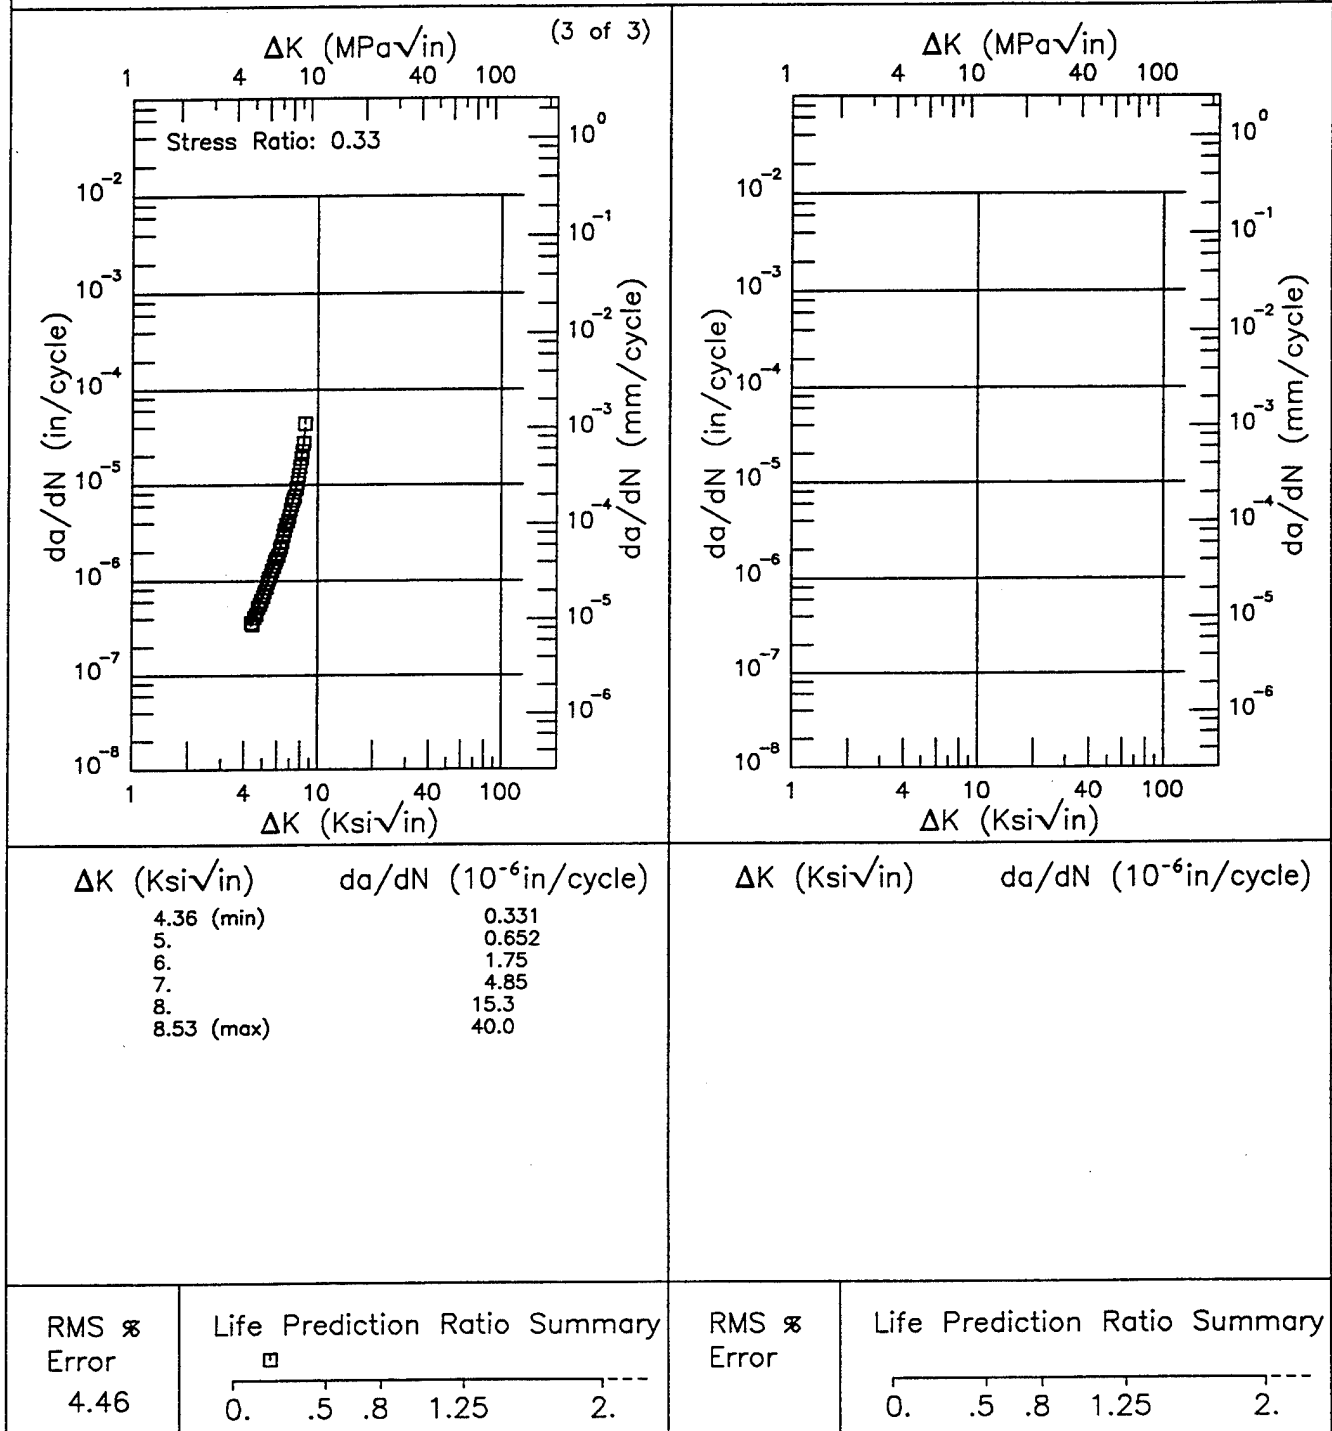 (3 of 3)
ΔK (MPa√in)
1 4 10 40 100
Stress Ratio: 0.33
da/dN (in/cycle)
10⁻²
10⁻³
10⁻⁴
10⁻⁵
10⁻⁶
10⁻⁷
10⁻⁸
10⁰
10⁻¹
10⁻²
10⁻³
10⁻⁴
10⁻⁵
10⁻⁶
da/dN (mm/cycle)
1 4 10 40 100
ΔK (Ksi√in)
ΔK (MPa√in)
1 4 10 40 100
da/dN (in/cycle)
10⁻²
10⁻³
10⁻⁴
10⁻⁵
10⁻⁶
10⁻⁷
10⁻⁸
10⁰
10⁻¹
10⁻²
10⁻³
10⁻⁴
10⁻⁵
10⁻⁶
da/dN (mm/cycle)
1 4 10 40 100
ΔK (Ksi√in)
ΔK (Ksi√in) da/dN (10⁻⁶in/cycle)
4.36 (min) 0.331
5. 0.652
6. 1.75
7. 4.85
8. 15.3
8.53 (max) 40.0
ΔK (Ksi√in) da/dN (10⁻⁶in/cycle)
RMS %
Error
4.46
Life Prediction Ratio Summary
0. .5 .8 1.25 2.
RMS %
Error
Life Prediction Ratio Summary
0. .5 .8 1.25 2.